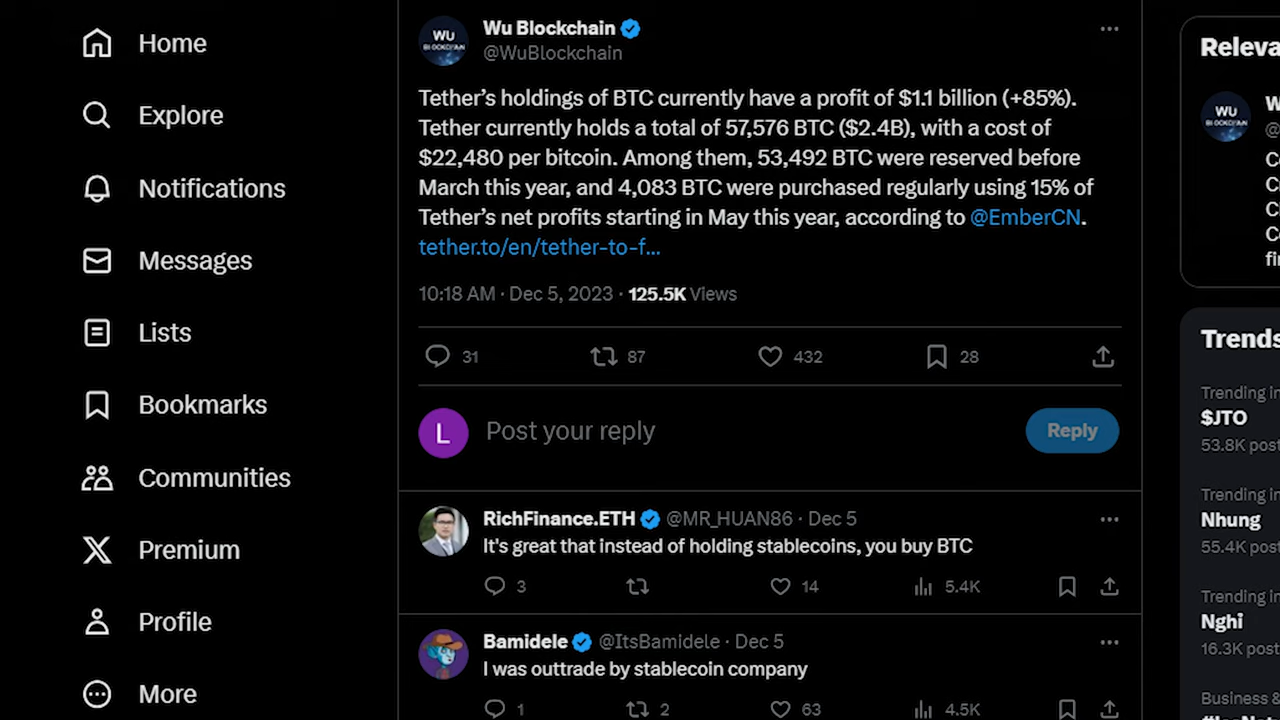 Home
Explore
Notifications
Messages
Lists
Bookmarks
Communities
Premium
Profile
More
WU
BLOCKCHAIN
Wu Blockchain
@WuBlockchain
Tether’s holdings of BTC currently have a profit of $1.1 billion (+85%).
Tether currently holds a total of 57,576 BTC ($2.4B), with a cost of
$22,480 per bitcoin. Among them, 53,492 BTC were reserved before
March this year, and 4,083 BTC were purchased regularly using 15% of
Tether’s net profits starting in May this year, according to @EmberCN.
tether.to/en/tether-to-f...
10:18 AM · Dec 5, 2023 · 125.5K Views
31 87 432 28
L Post your reply Reply
RichFinance.ETH @MR_HUAN86 · Dec 5
It's great that instead of holding stablecoins, you buy BTC
3 14 5.4K
Bamidele @ItsBamidele · Dec 5
I was outtrade by stablecoin company
1 2 63 4.5K
Releva
WU
BLOCKCHAIN
W
@
C
C
C
C
fi
Trends
Trending in
$JTO
53.8K post
Trending in
Nhung
55.4K post
Trending in
Nghi
16.3K post
Business &